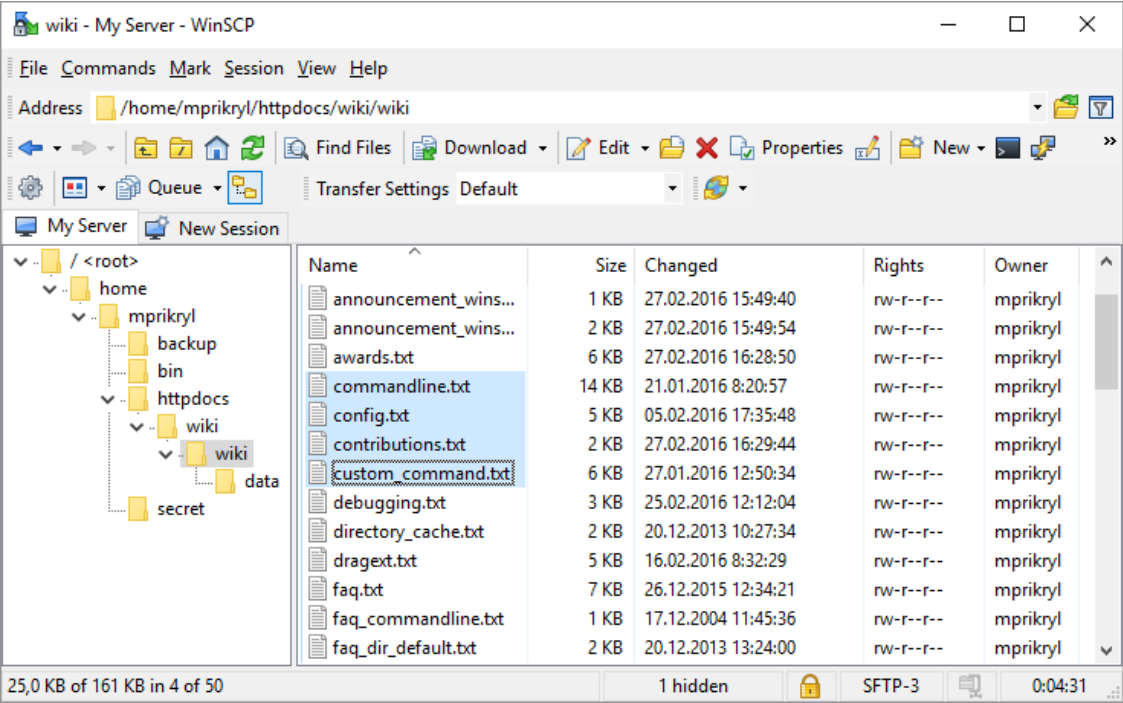 wiki - My Server - WinSCP
File Commands Mark Session View Help
Address /home/mprikryl/httpdocs/wiki/wiki
Find Files Download Edit Properties New »
Queue Transfer Settings Default
My Server New Session
/ <root>
home
mprikryl
backup
bin
httpdocs
wiki
wiki
data
secret
Name Size Changed Rights Owner
announcement_wins... 1 KB 27.02.2016 15:49:40 rw-r--r-- mprikryl
announcement_wins... 2 KB 27.02.2016 15:49:54 rw-r--r-- mprikryl
awards.txt 6 KB 27.02.2016 16:28:50 rw-r--r-- mprikryl
commandline.txt 14 KB 21.01.2016 8:20:57 rw-r--r-- mprikryl
config.txt 5 KB 05.02.2016 17:35:48 rw-r--r-- mprikryl
contributions.txt 2 KB 27.02.2016 16:29:44 rw-r--r-- mprikryl
custom_command.txt 6 KB 27.01.2016 12:50:34 rw-r--r-- mprikryl
debugging.txt 3 KB 25.02.2016 12:12:04 rw-r--r-- mprikryl
directory_cache.txt 2 KB 20.12.2013 10:27:34 rw-r--r-- mprikryl
dragext.txt 5 KB 16.02.2016 8:32:29 rw-r--r-- mprikryl
faq.txt 7 KB 26.12.2015 12:34:21 rw-r--r-- mprikryl
faq_commandline.txt 1 KB 17.12.2004 11:45:36 rw-r--r-- mprikryl
faq_dir_default.txt 2 KB 20.12.2013 13:24:00 rw-r--r-- mprikryl
25,0 KB of 161 KB in 4 of 50 1 hidden SFTP-3 0:04:31